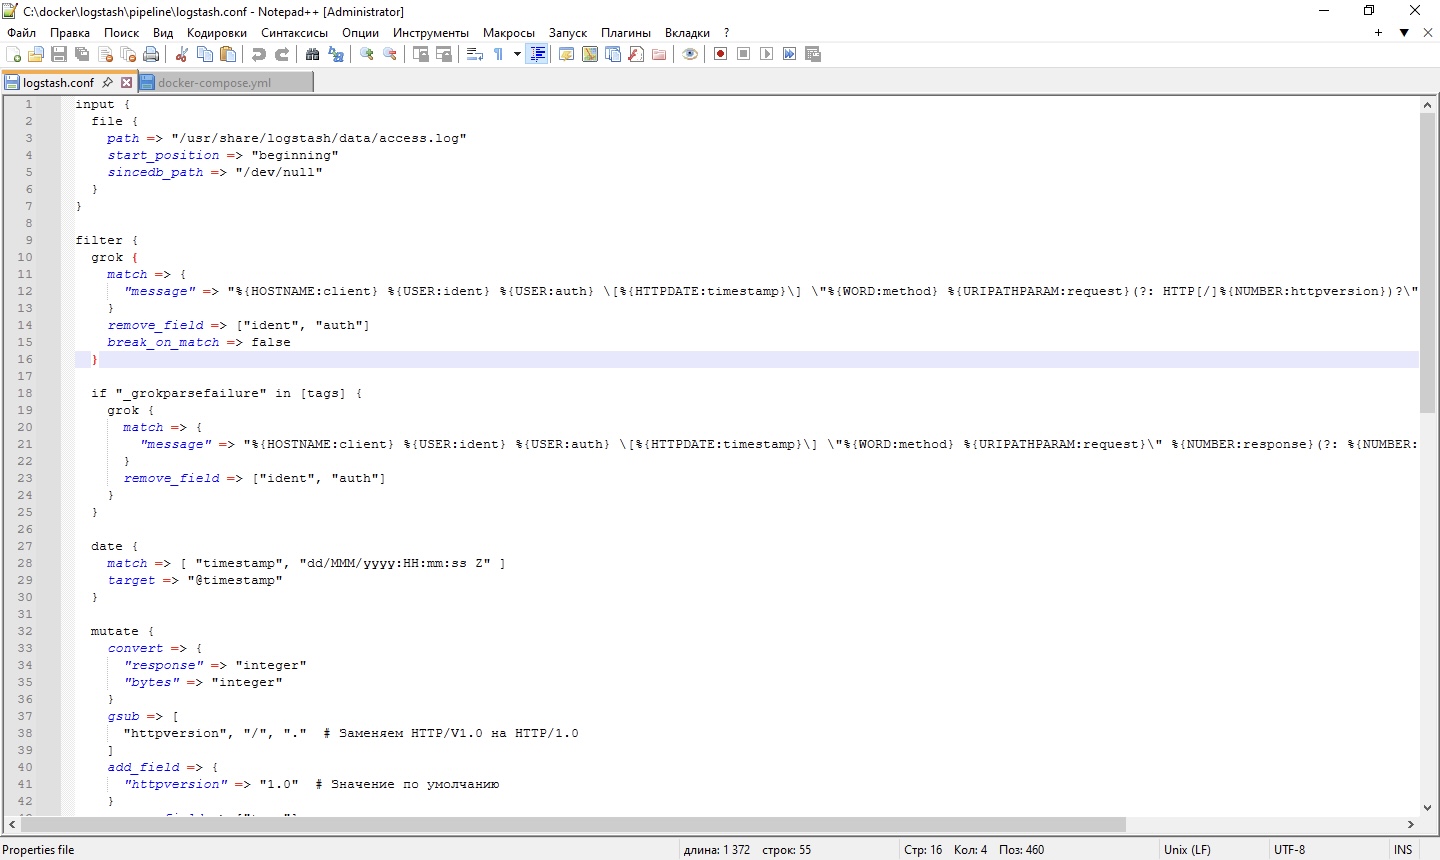 C:\docker\logstash\pipeline\logstash.conf - Notepad++ [Administrator]
Файл Правка Поиск Вид Кодировки Синтаксисы Опции Инструменты Макросы Запуск Плагины Вкладки ?
logstash.conf docker-compose.yml
1 input {
2 file {
3 path => "/usr/share/logstash/data/access.log"
4 start_position => "beginning"
5 sincedb_path => "/dev/null"
6 }
7 }
8
9 filter {
10 grok {
11 match => {
12 "message" => "%{HOSTNAME:client} %{USER:ident} %{USER:auth} \[%{HTTPDATE:timestamp}\] \"%{WORD:method} %{URIPATHPARAM:request}(?: HTTP[/]%{NUMBER:httpversion})?\"
13 }
14 remove_field => ["ident", "auth"]
15 break_on_match => false
16 }
17
18 if "_grokparsefailure" in [tags] {
19 grok {
20 match => {
21 "message" => "%{HOSTNAME:client} %{USER:ident} %{USER:auth} \[%{HTTPDATE:timestamp}\] \"%{WORD:method} %{URIPATHPARAM:request}\" %{NUMBER:response}(?: %{NUMBER:
22 }
23 remove_field => ["ident", "auth"]
24 }
25 }
26
27 date {
28 match => [ "timestamp", "dd/MMM/yyyy:HH:mm:ss Z" ]
29 target => "@timestamp"
30 }
31
32 mutate {
33 convert => {
34 "response" => "integer"
35 "bytes" => "integer"
36 }
37 gsub => [
38 "httpversion", "/", "." # Заменяем HTTP/V1.0 на HTTP/1.0
39 ]
40 add_field => {
41 "httpversion" => "1.0" # Значение по умолчанию
42 }
Properties file длина: 1 372 строк: 55 Стр: 16 Кол: 4 Поз: 460 Unix (LF) UTF-8 INS